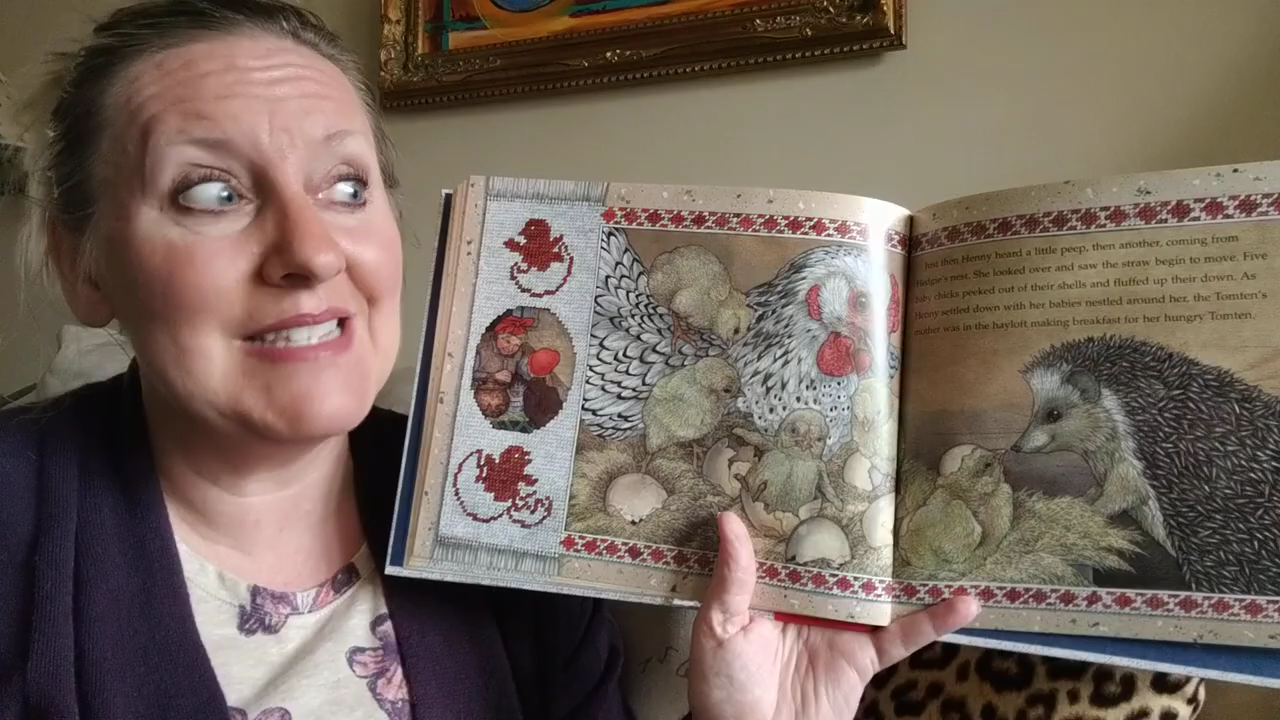 Just then Henny heard a little peep, then another, coming from
Hedgie's nest. She looked over and saw the straw begin to move. Five
baby chicks peeked out of their shells and fluffed up their down. As
Henny settled down with her babies nestled around her, the Tomten's
mother was in the hayloft making breakfast for her hungry Tomten.